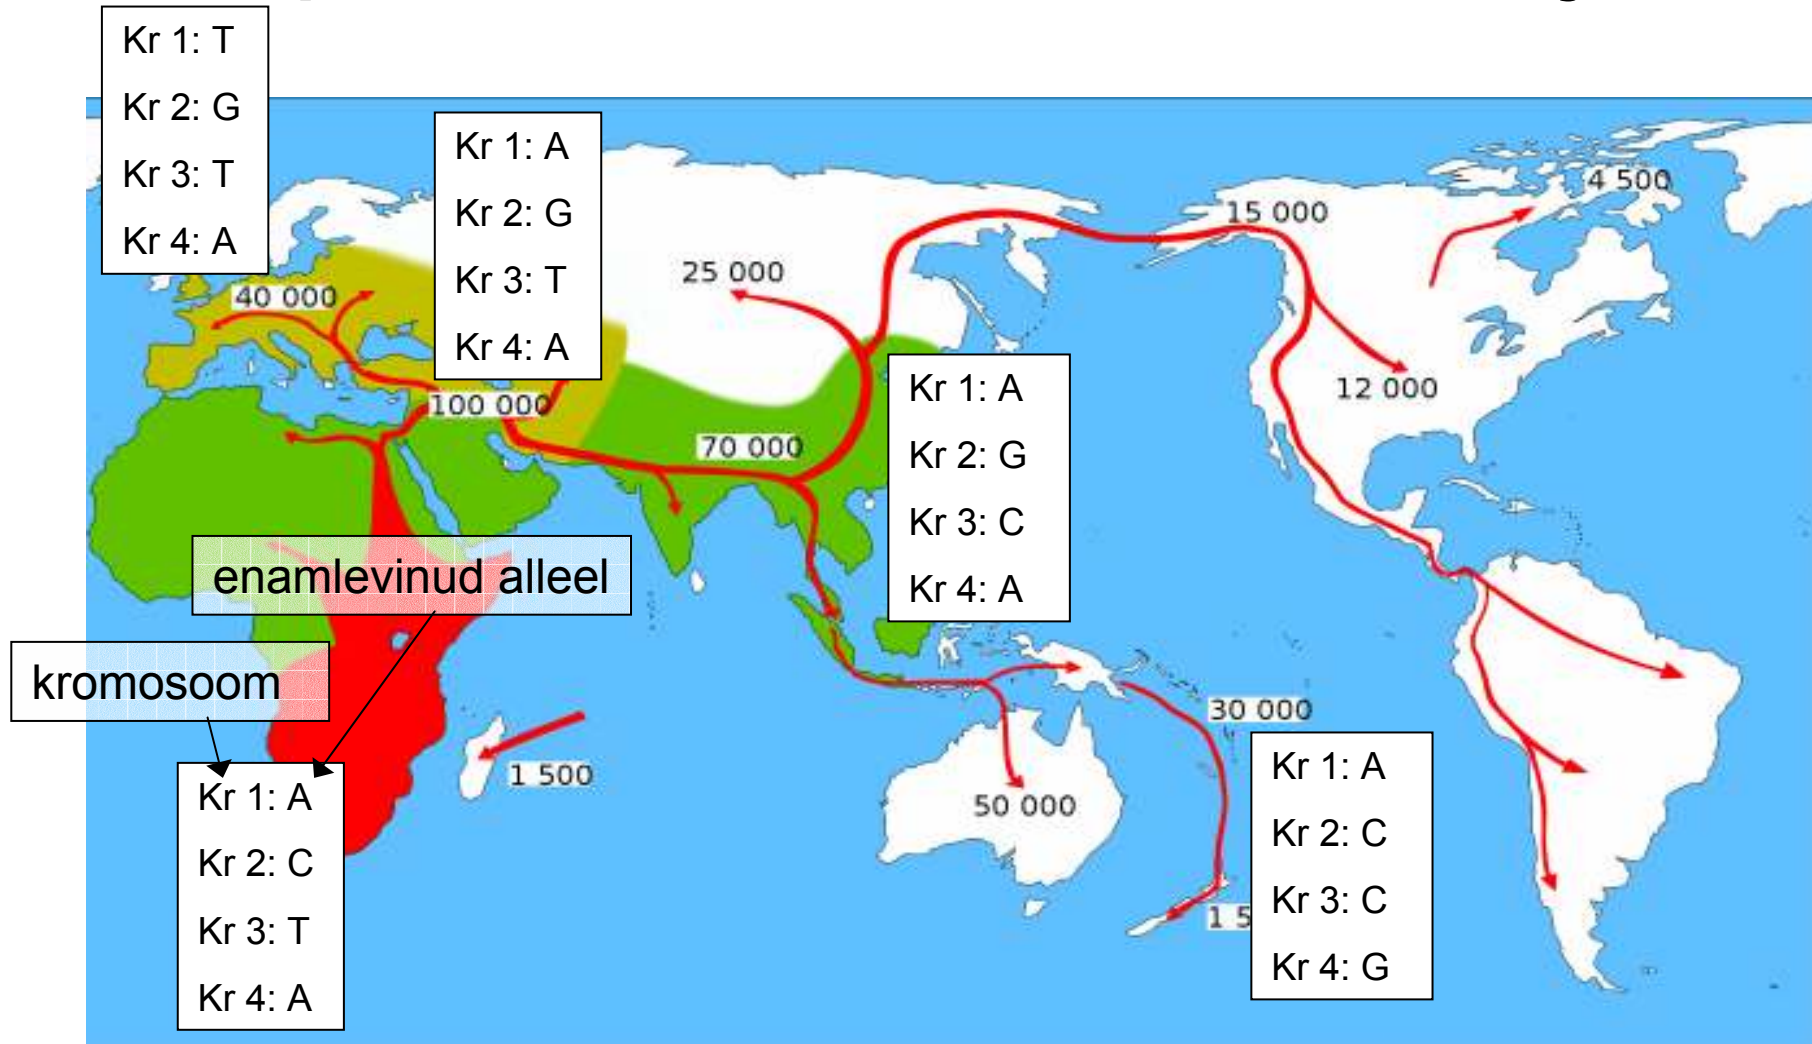 Kr 1: T
Kr 2: G
Kr 3: T
Kr 4: A
Kr 1: A
Kr 2: G
Kr 3: T
Kr 4: A
4 500
15 000
25 000
40 000
12 000
100 000
70 000
Kr 1: A
Kr 2: G
Kr 3: C
Kr 4: A
enamlevinud alleel
kromosoom
30 000
1 500
50 000
Kr 1: A
Kr 2: C
Kr 3: T
Kr 4: A
1 5
Kr 1: A
Kr 2: C
Kr 3: C
Kr 4: G